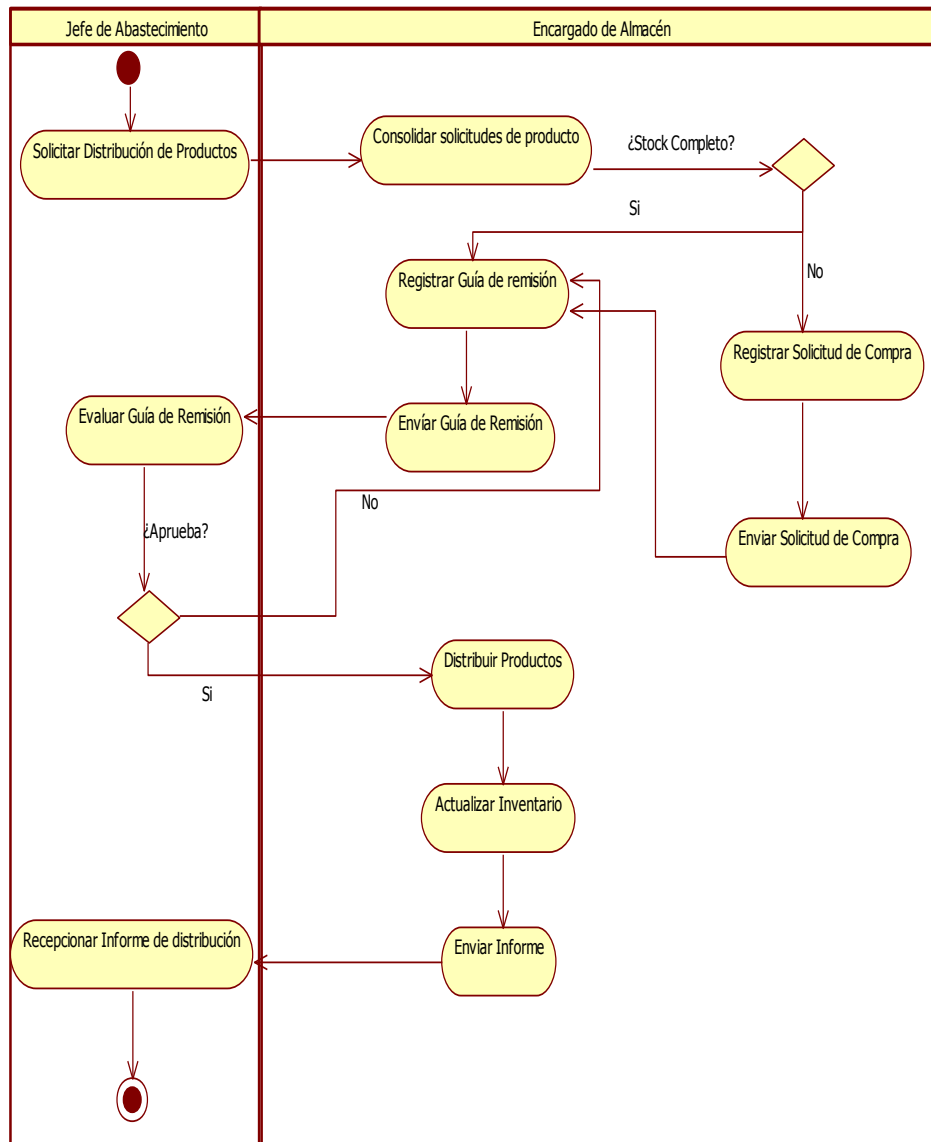 Jefe de Abastecimiento
Encargado de Almacén
Solicitar Distribución de Productos
Consolidar solicitudes de producto
¿Stock Completo?
Si
No
Registrar Guía de remisión
Registrar Solicitud de Compra
Evaluar Guía de Remisión
Envíar Guía de Remisión
No
¿Aprueba?
Enviar Solicitud de Compra
Distribuir Productos
Si
Actualizar Inventario
Recepcionar Informe de distribución
Enviar Informe